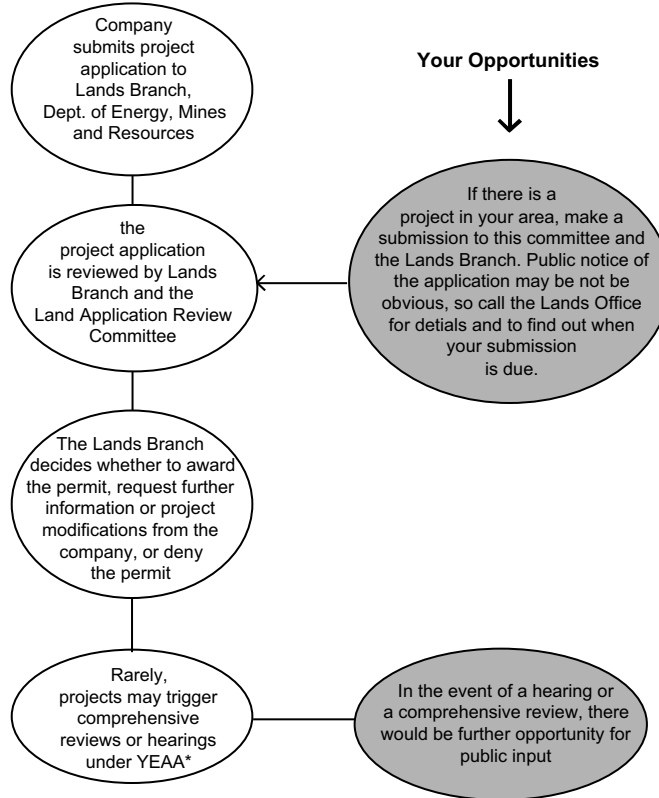 Company
submits project
application to
Lands Branch,
Dept. of Energy, Mines
and Resources
Your Opportunities
If there is a
project in your area, make a
submission to this committee and
the Lands Branch. Public notice of
the application may be not be
obvious, so call the Lands Office
for detials and to find out when
your submission
is due.
the
project application
is reviewed by Lands
Branch and the
Land Application Review
Committee
The Lands Branch
decides whether to award
the permit, request further
information or project
modifications from the
company, or deny
the permit
Rarely,
projects may trigger
comprehensive
reviews or hearings
under YEAA*
In the event of a hearing or
a comprehensive review, there
would be further opportunity for
public input